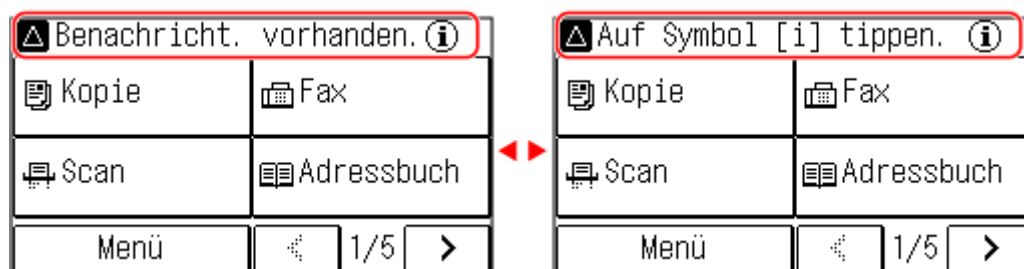 Benachricht. vorhanden. i
Kopie Fax
Scan Adressbuch
Menü < 1/5 >
Auf Symbol [i] tippen. i
Kopie Fax
Scan Adressbuch
Menü < 1/5 >